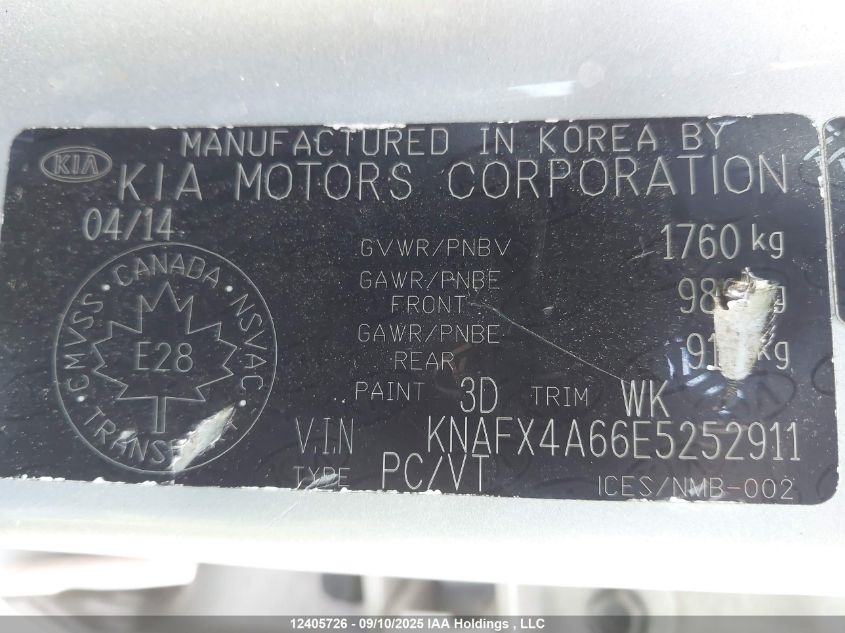 MANUFACTURED IN KOREA BY
KIA KIA MOTORS CORPORATION
04/14
GVWR/PNBV 1760 kg
GAWR/PNBE
FRONT
GAWR/PNBE
REAR
PAINT 3D TRIM WK
V.I.N KNAFX4A66E5252911
TYPE PC/VT
ICES/NMB-002
CANADA
NSVAC
CMVSS
E28
12405726 - 09/10/2025 IAA Holdings , LLC